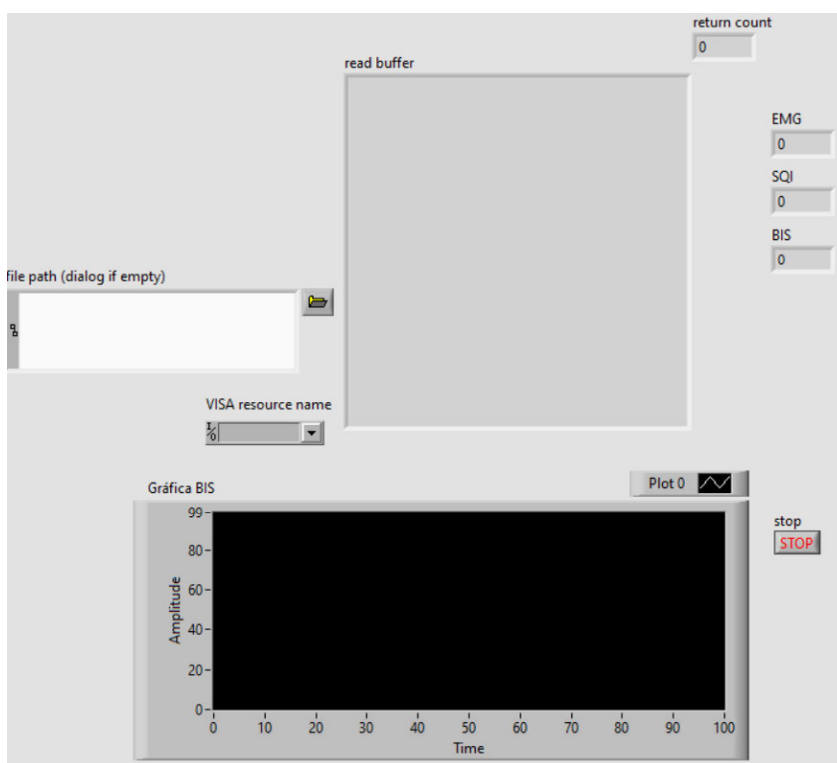 return count
0
read buffer
EMG
0
SQI
0
BIS
0
file path (dialog if empty)
VISA resource name
Gráfica BIS
Plot 0
99
80
60
40
20
0
Amplitude
0 10 20 30 40 50 60 70 80 90 100
Time
stop
STOP